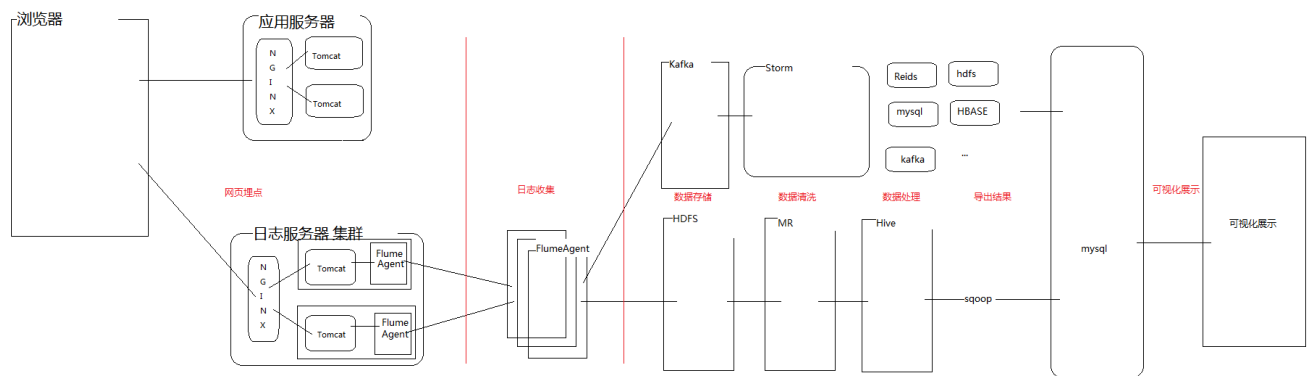 浏览器
应用服务器
N
G
I
N
X
Tomcat
Tomcat
网页埋点
日志服务器 集群
N
G
I
N
X
Tomcat
Flume
Agent
Tomcat
Flume
Agent
日志收集
FlumeAgent
Kafka
Storm
Reids
hdfs
mysql
HBASE
kafka
...
数据存储
数据清洗
数据处理
导出结果
HDFS
MR
Hive
sqoop
mysql
可视化展示
可视化展示